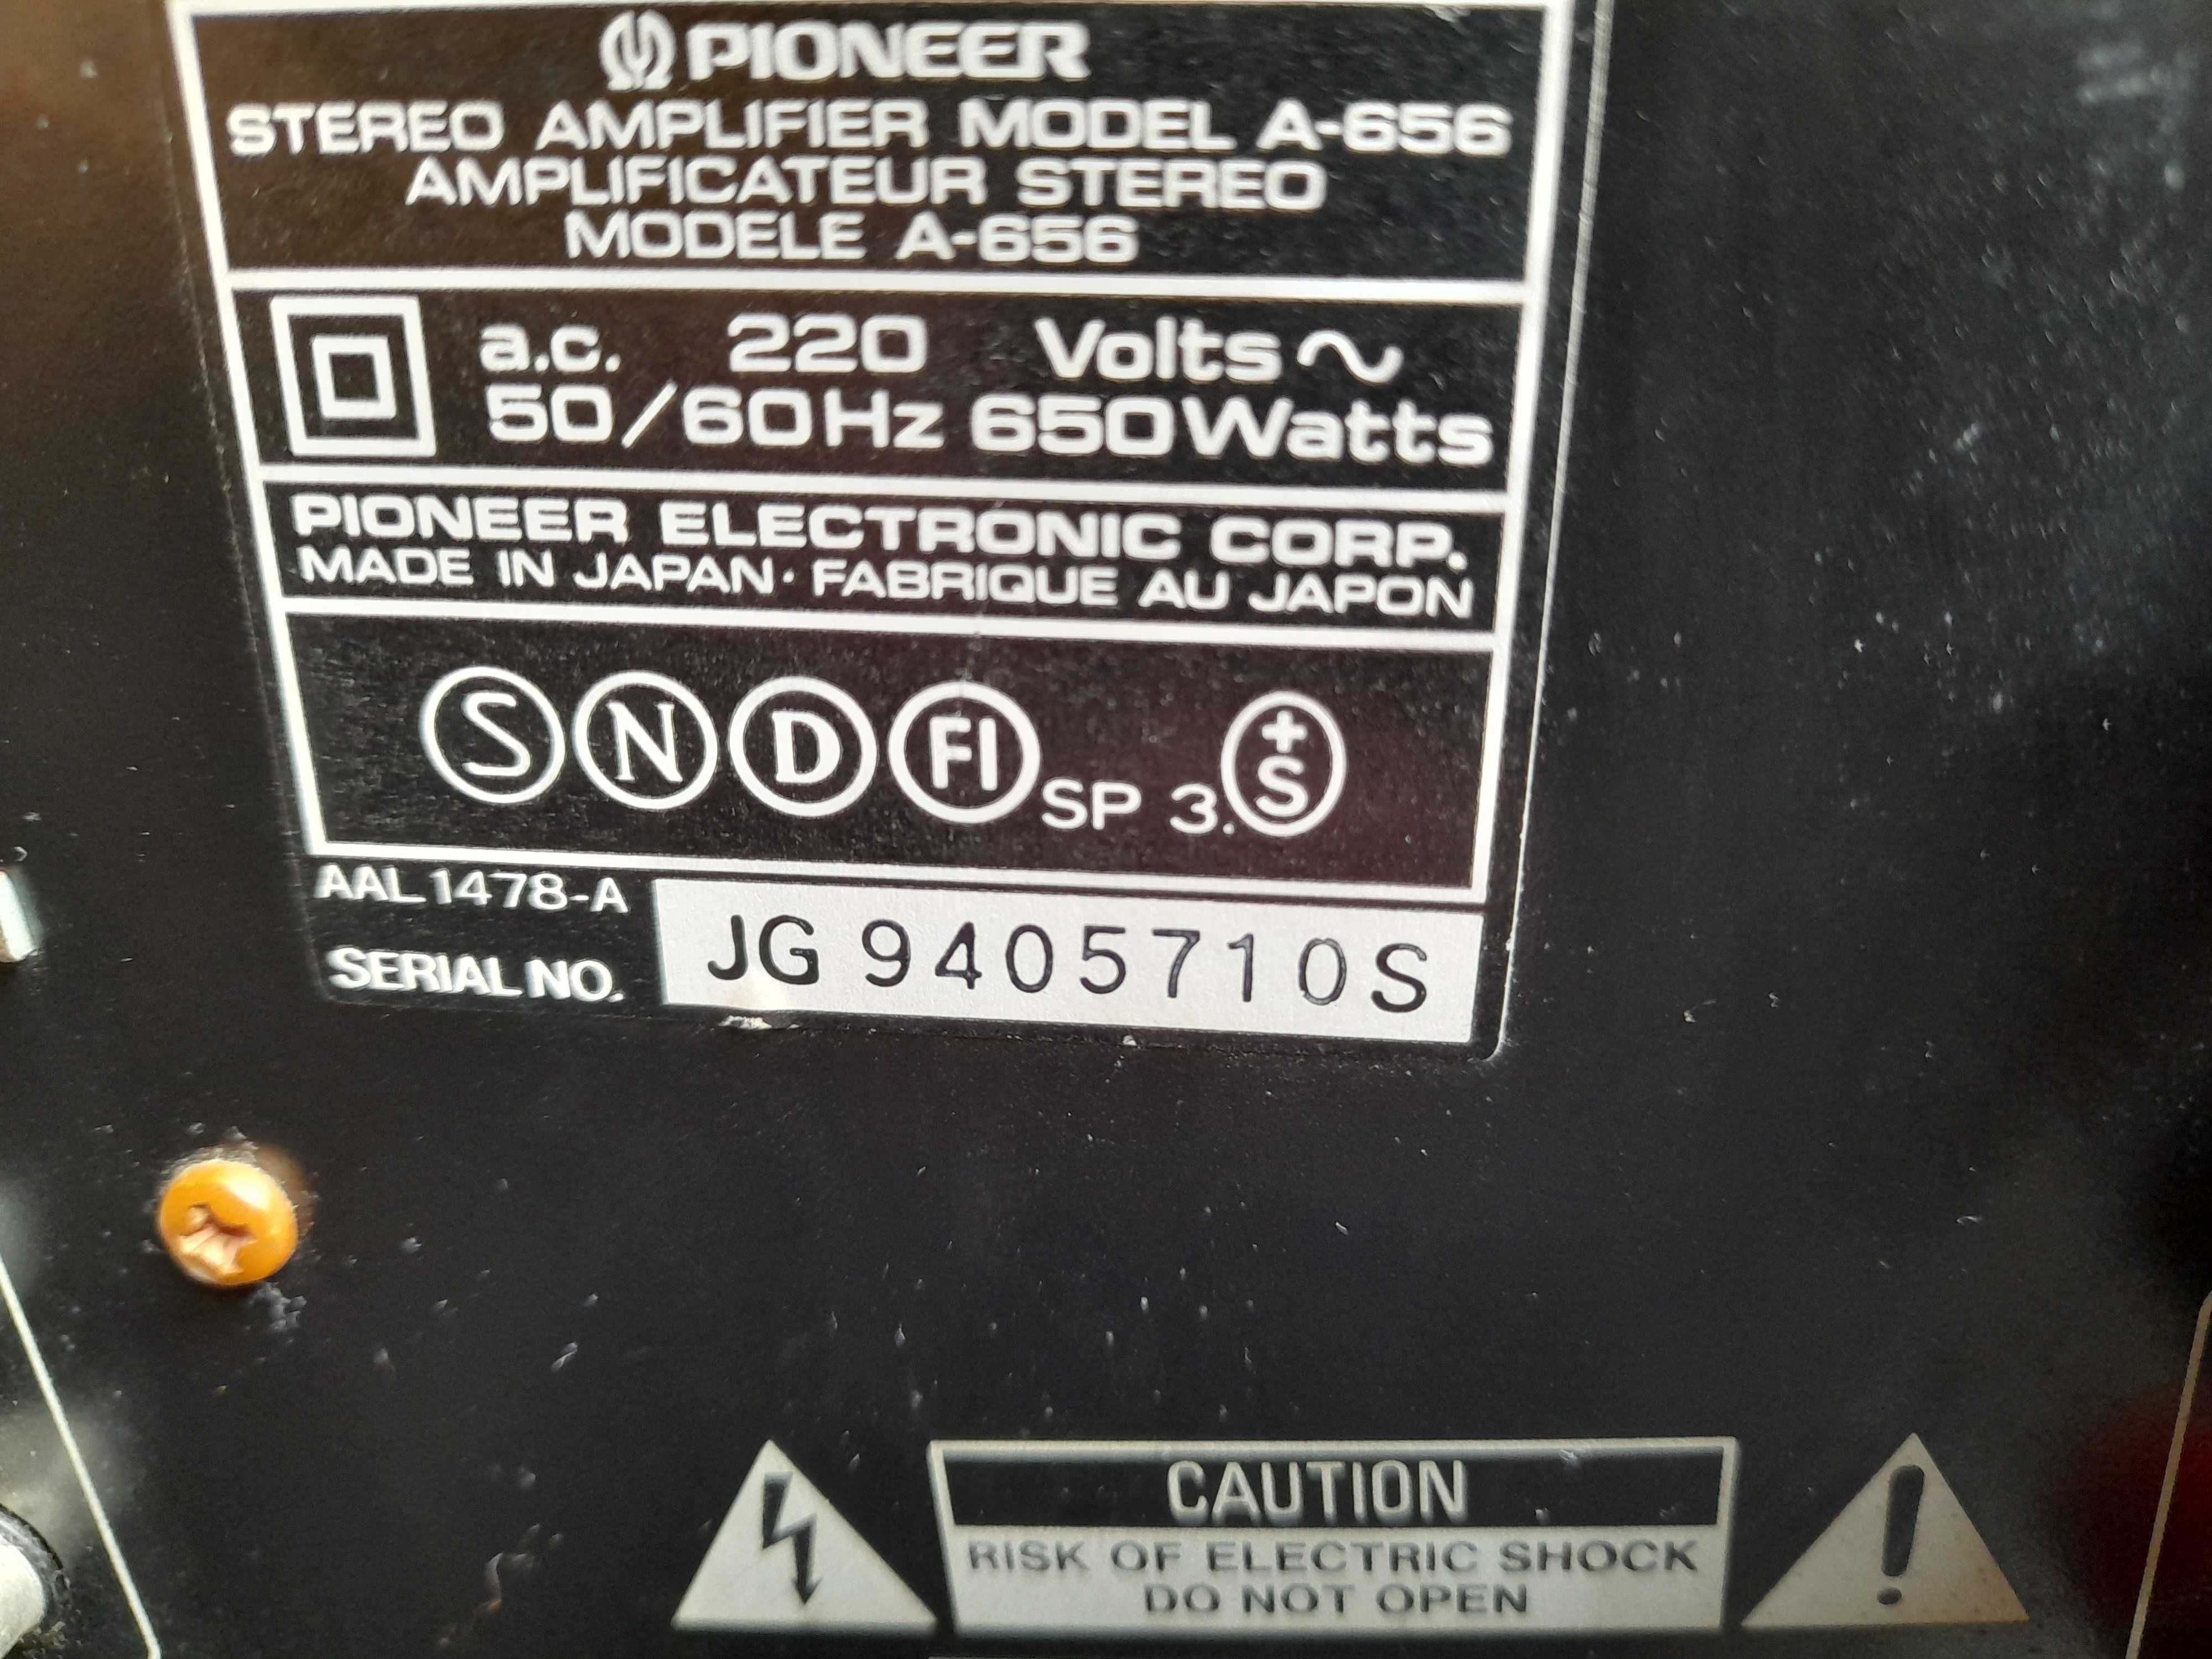 PIONEER
STEREO AMPLIFIER MODEL A-656
AMPLIFICATEUR STEREO
MODELE A-656
a.c. 220 Volts ~
50/60Hz 650Watts
PIONEER ELECTRONIC CORP.
MADE IN JAPAN · FABRIQUE AU JAPON
S N D FI SP 3. +S
AAL1478-A
SERIAL NO. JG 9405710S
CAUTION
RISK OF ELECTRIC SHOCK
DO NOT OPEN